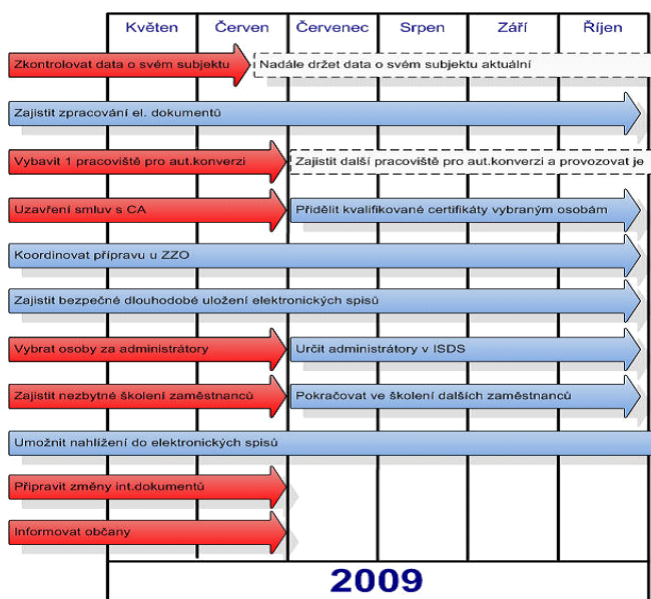 Květen Červen Červenec Srpen Září Říjen
Zkontrolovat data o svém subjektu Nadále držet data o svém subjektu aktuální
Zajistit zpracování el. dokumentů
Vybavit 1 pracoviště pro aut.konverzi Zajistit další pracoviště pro aut.konverzi a provozovat je
Uzavření smluv s CA Přidělit kvalifikované certifikáty vybraným osobám
Koordinovat přípravu u ZZO
Zajistit bezpečné dlouhodobé uložení elektronických spisů
Vybrat osoby za administrátory Určit administrátory v ISDS
Zajistit nezbytné školení zaměstnanců Pokračovat ve školení dalších zaměstnanců
Umožnit nahlížení do elektronických spisů
Připravit změny int.dokumentů
Informovat občany
2009